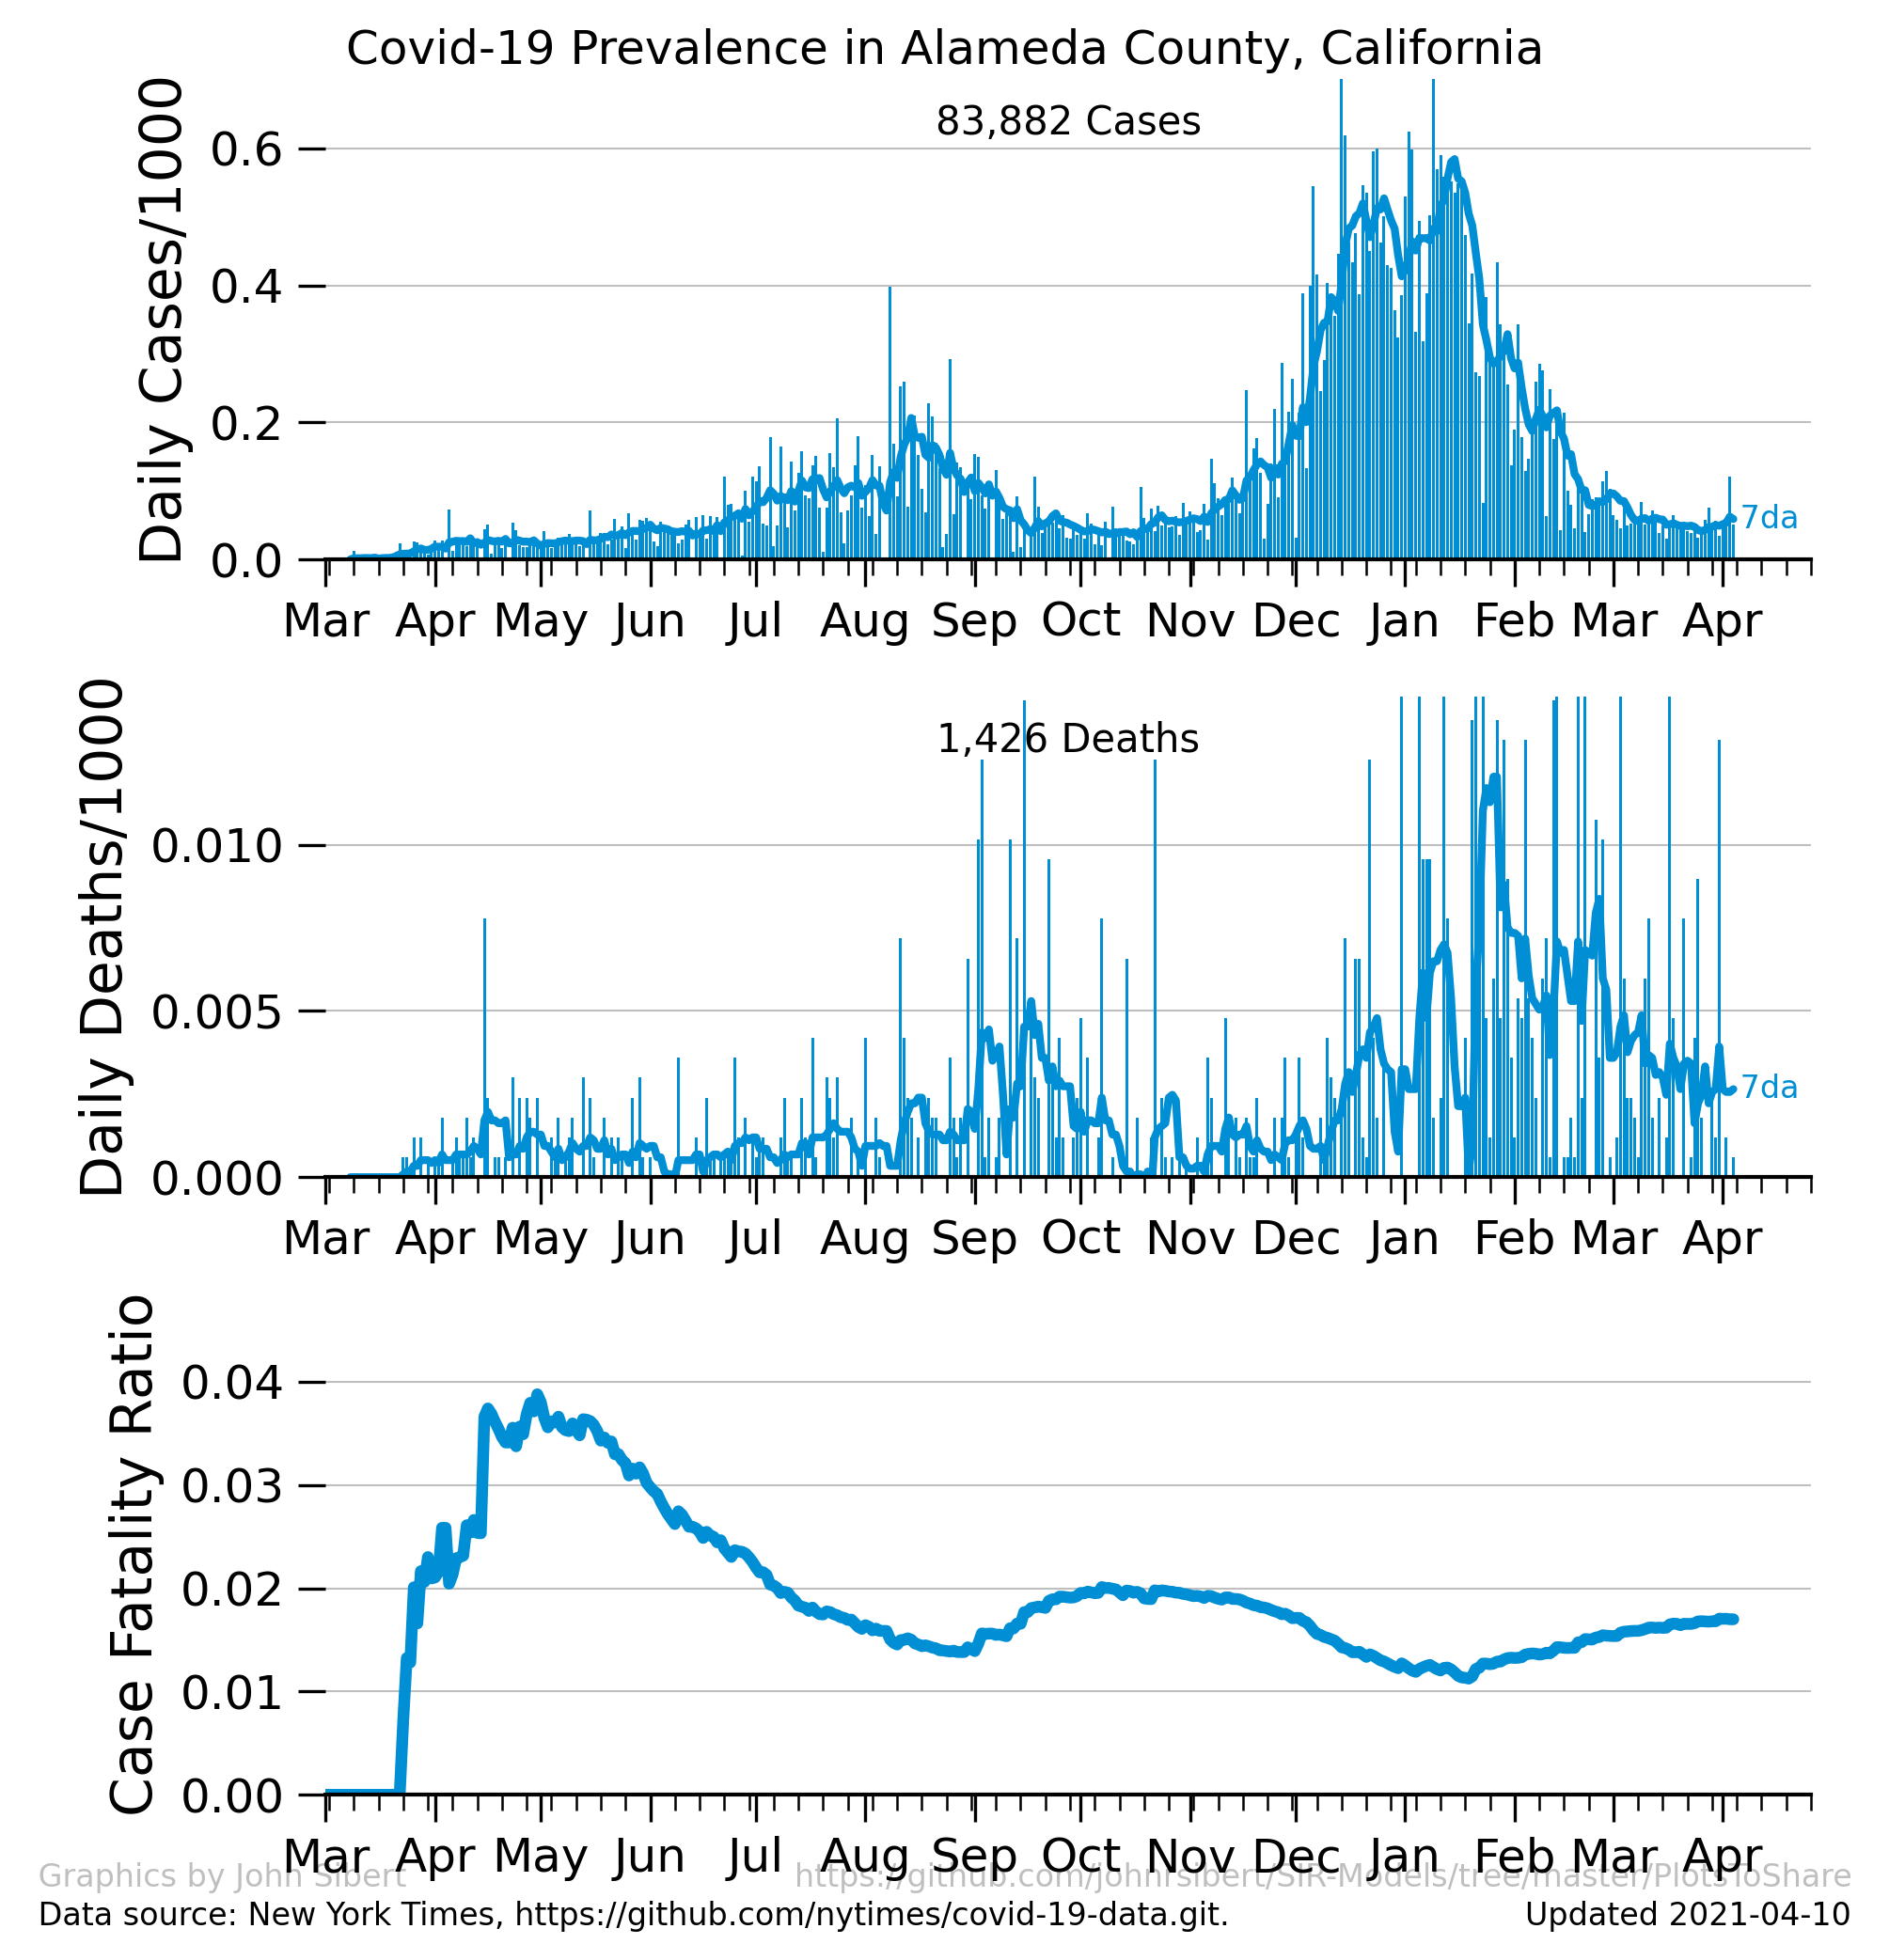 Covid-19 Prevalence in Alameda County, California
Daily Cases/1000
83,882 Cases
0.6
0.4
0.2
0.0
7da
Mar Apr May Jun Jul Aug Sep Oct Nov Dec Jan Feb Mar Apr
Daily Deaths/1000
1,426 Deaths
0.010
0.005
0.000
7da
Mar Apr May Jun Jul Aug Sep Oct Nov Dec Jan Feb Mar Apr
Case Fatality Ratio
0.04
0.03
0.02
0.01
0.00
Mar Apr May Jun Jul Aug Sep Oct Nov Dec Jan Feb Mar Apr
Graphics by John Sibert https://github.com/johnrsibert/SIR-Models/tree/master/PlotsToShare
Data source: New York Times, https://github.com/nytimes/covid-19-data.git. Updated 2021-04-10